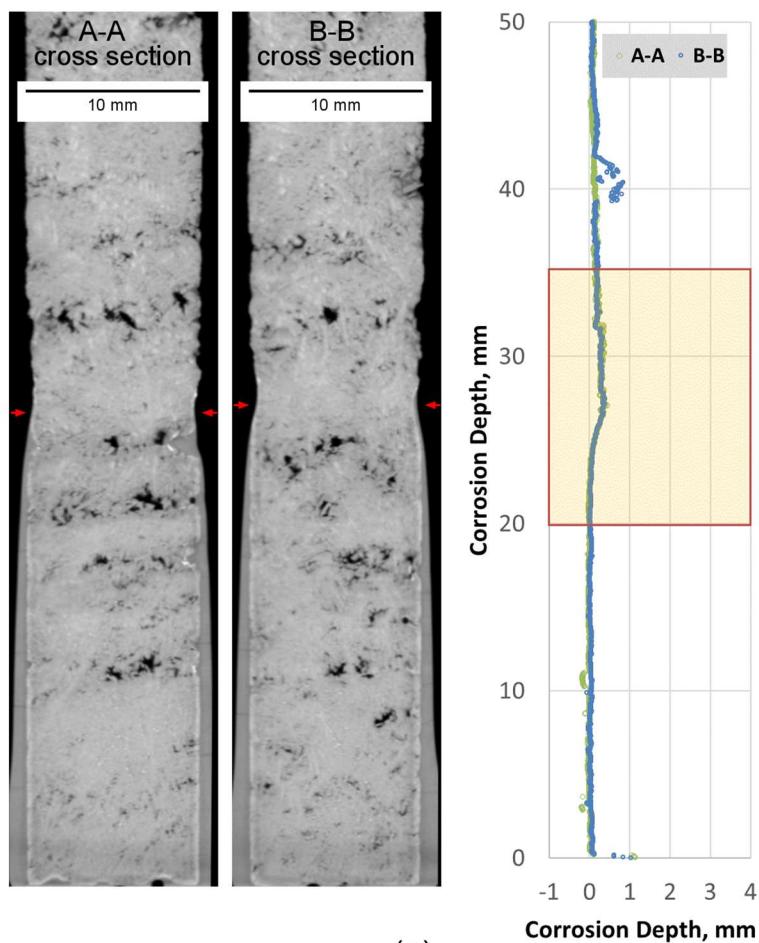 A-A
cross section
10 mm
B-B
cross section
10 mm
A-A
B-B
50
40
30
20
10
0
Corrosion Depth, mm
-1 0 1 2 3 4
Corrosion Depth, mm